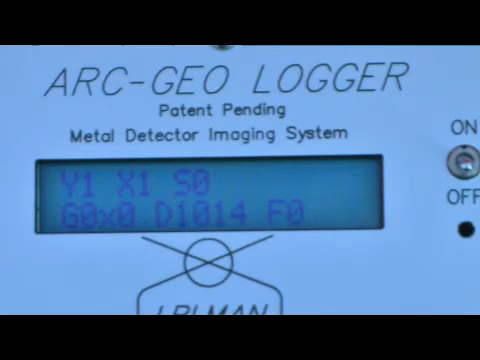 ARC-GEO LOGGER
Patent Pending
Metal Detector Imaging System
ON
Y1 X1 S0
OFF
G0x0 D1014 F0